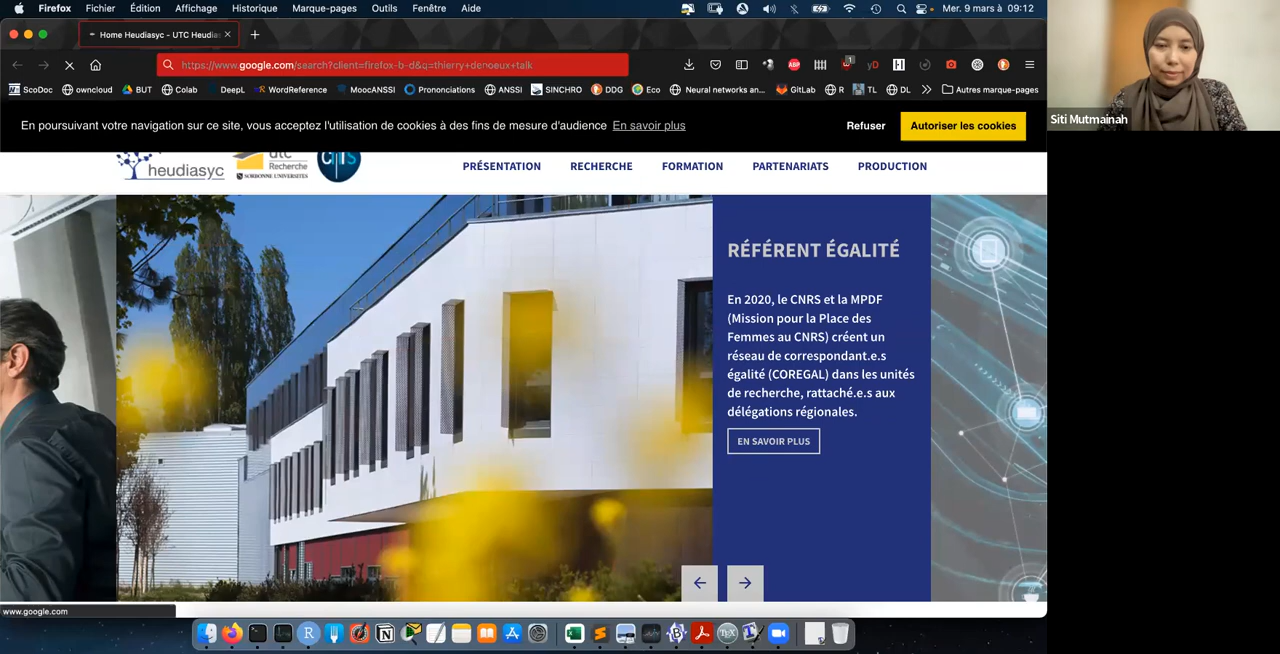 Firefox Fichier Édition Affichage Historique Marque-pages Outils Fenêtre Aide Mer. 9 mars à 09:12
Home Heudiasyc - UTC Heudia
https://www.google.com/search?client=firefox-b-d&q=thierry+denoeux+talk
ScoDoc owncloud BUT Colab DeepL WordReference MoocANSSI Prononciations ANSSI SINCHRO DDG Eco Neural networks an... GitLab R TL DL Autres marque-pages
En poursuivant votre navigation sur ce site, vous acceptez l'utilisation de cookies à des fins de mesure d'audience En savoir plus Refuser Autoriser les cookies
heudiasyc utc Recherche SORBONNE UNIVERSITÉS cnrs
PRÉSENTATION RECHERCHE FORMATION PARTENARIATS PRODUCTION
RÉFÉRENT ÉGALITÉ
En 2020, le CNRS et la MPDF
(Mission pour la Place des
Femmes au CNRS) créent un
réseau de correspondant.e.s
égalité (COREGAL) dans les unités
de recherche, rattaché.e.s aux
délégations régionales.
EN SAVOIR PLUS
www.google.com
Siti Mutmainah